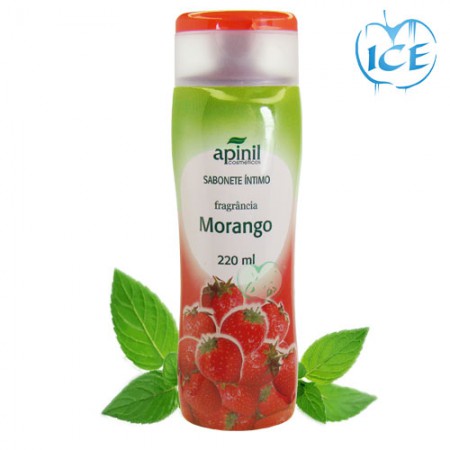 ICE
apinil
cosméticos
SABONETE ÍNTIMO
fragrância
Morango
220 ml